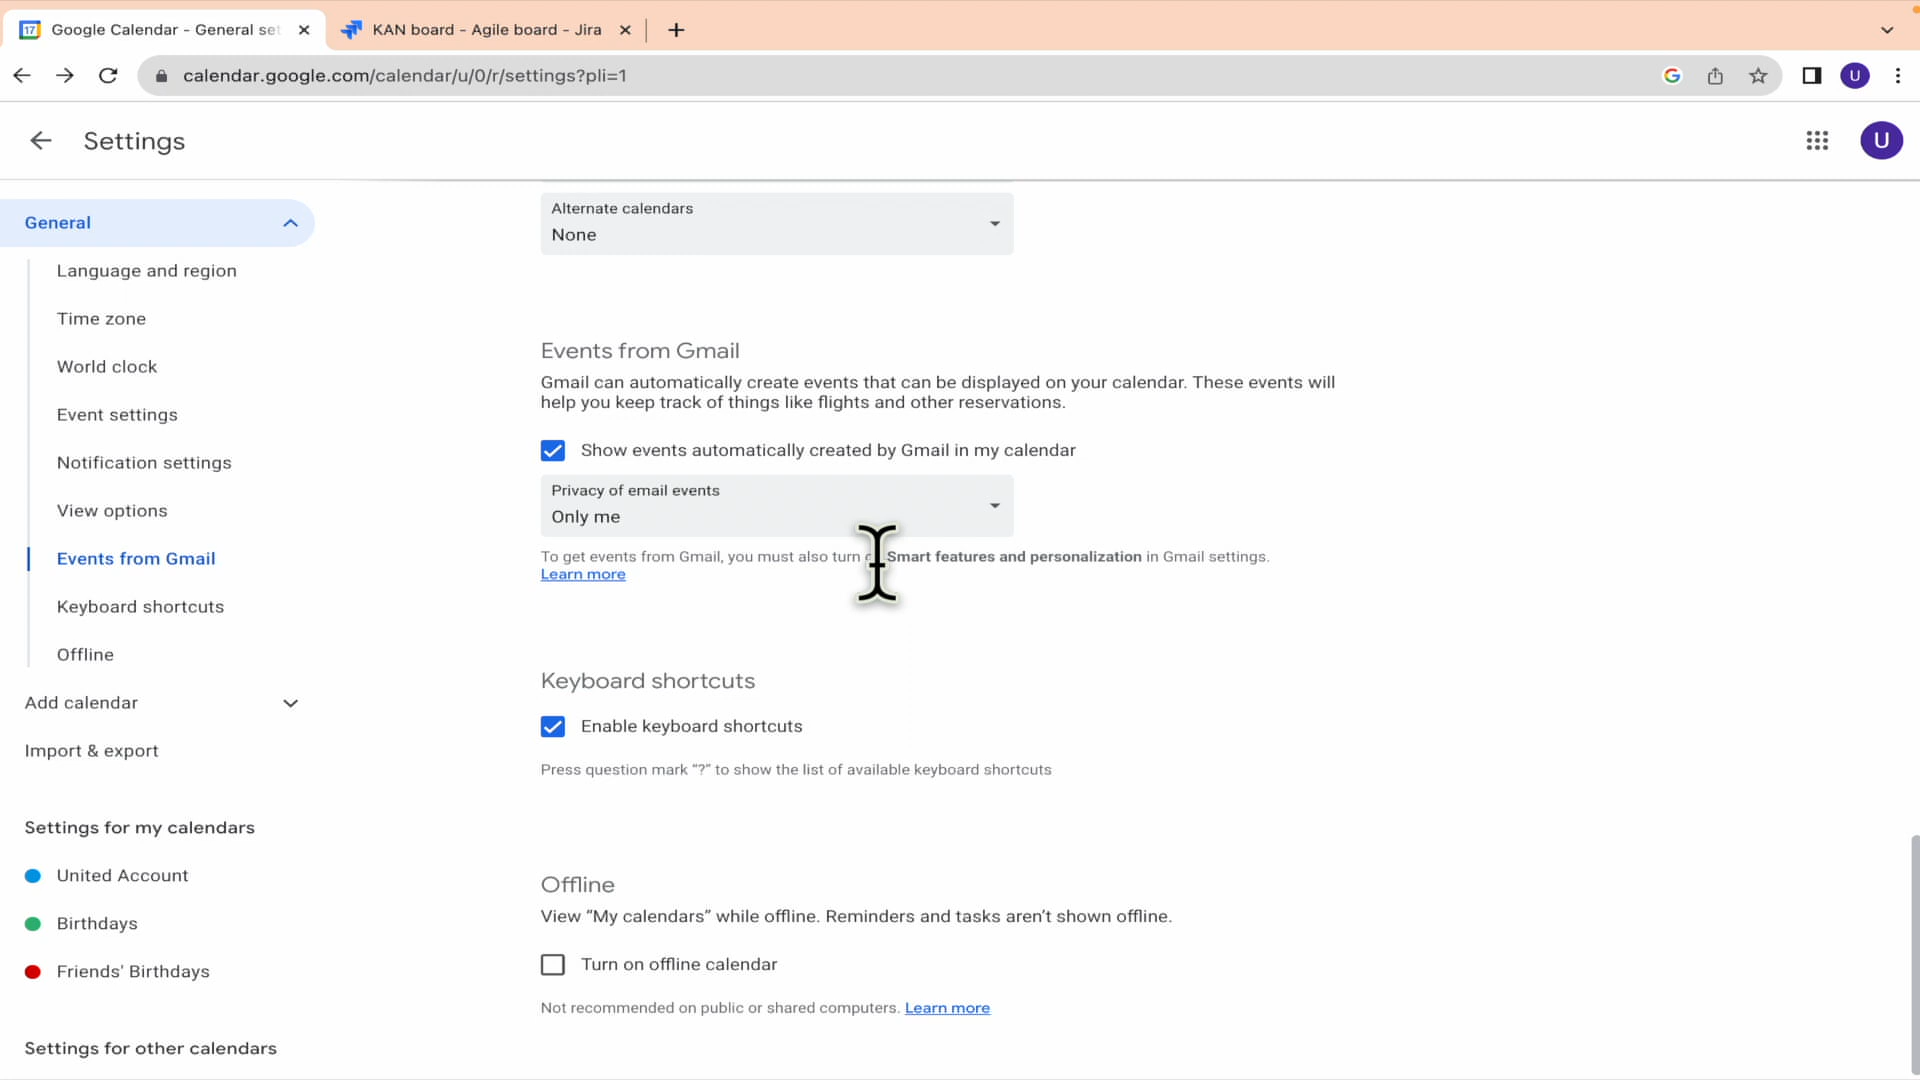 Google Calendar - General set
KAN board - Agile board - Jira
calendar.google.com/calendar/u/0/r/settings?pli=1
U
Settings
U
General
Language and region
Time zone
World clock
Event settings
Notification settings
View options
Events from Gmail
Keyboard shortcuts
Offline
Add calendar
Import & export
Settings for my calendars
United Account
Birthdays
Friends' Birthdays
Settings for other calendars
Alternate calendars
None
Events from Gmail
Gmail can automatically create events that can be displayed on your calendar. These events will
help you keep track of things like flights and other reservations.
Show events automatically created by Gmail in my calendar
Privacy of email events
Only me
To get events from Gmail, you must also turn Smart features and personalization in Gmail settings.
Learn more
Keyboard shortcuts
Enable keyboard shortcuts
Press question mark "?" to show the list of available keyboard shortcuts
Offline
View "My calendars" while offline. Reminders and tasks aren't shown offline.
Turn on offline calendar
Not recommended on public or shared computers. Learn more